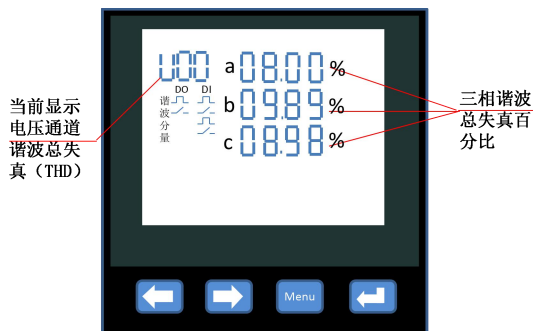 当前显示
电压通道
谐波总失
真（THD）
U00
DO DI
谐波分量
a 08.00 %
b 09.89 %
c 08.98 %
三相谐波
总失真百
分比
Menu